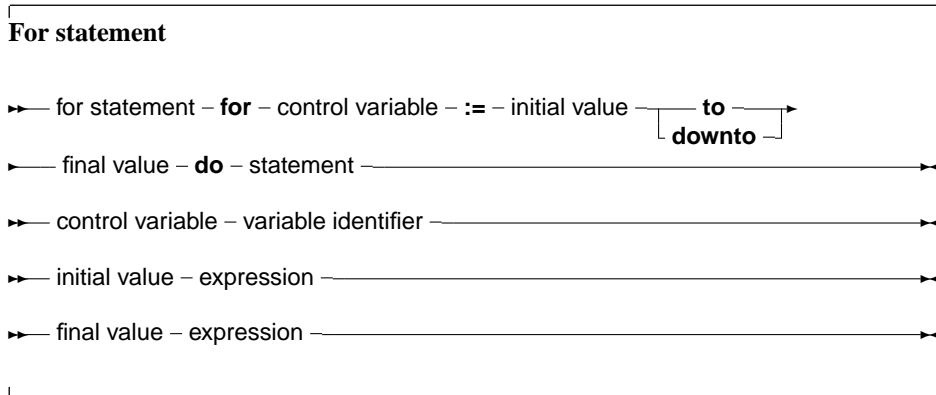 For statement
for statement – for – control variable – := – initial value – to –
downto –
final value – do – statement –
control variable – variable identifier –
initial value – expression –
final value – expression –